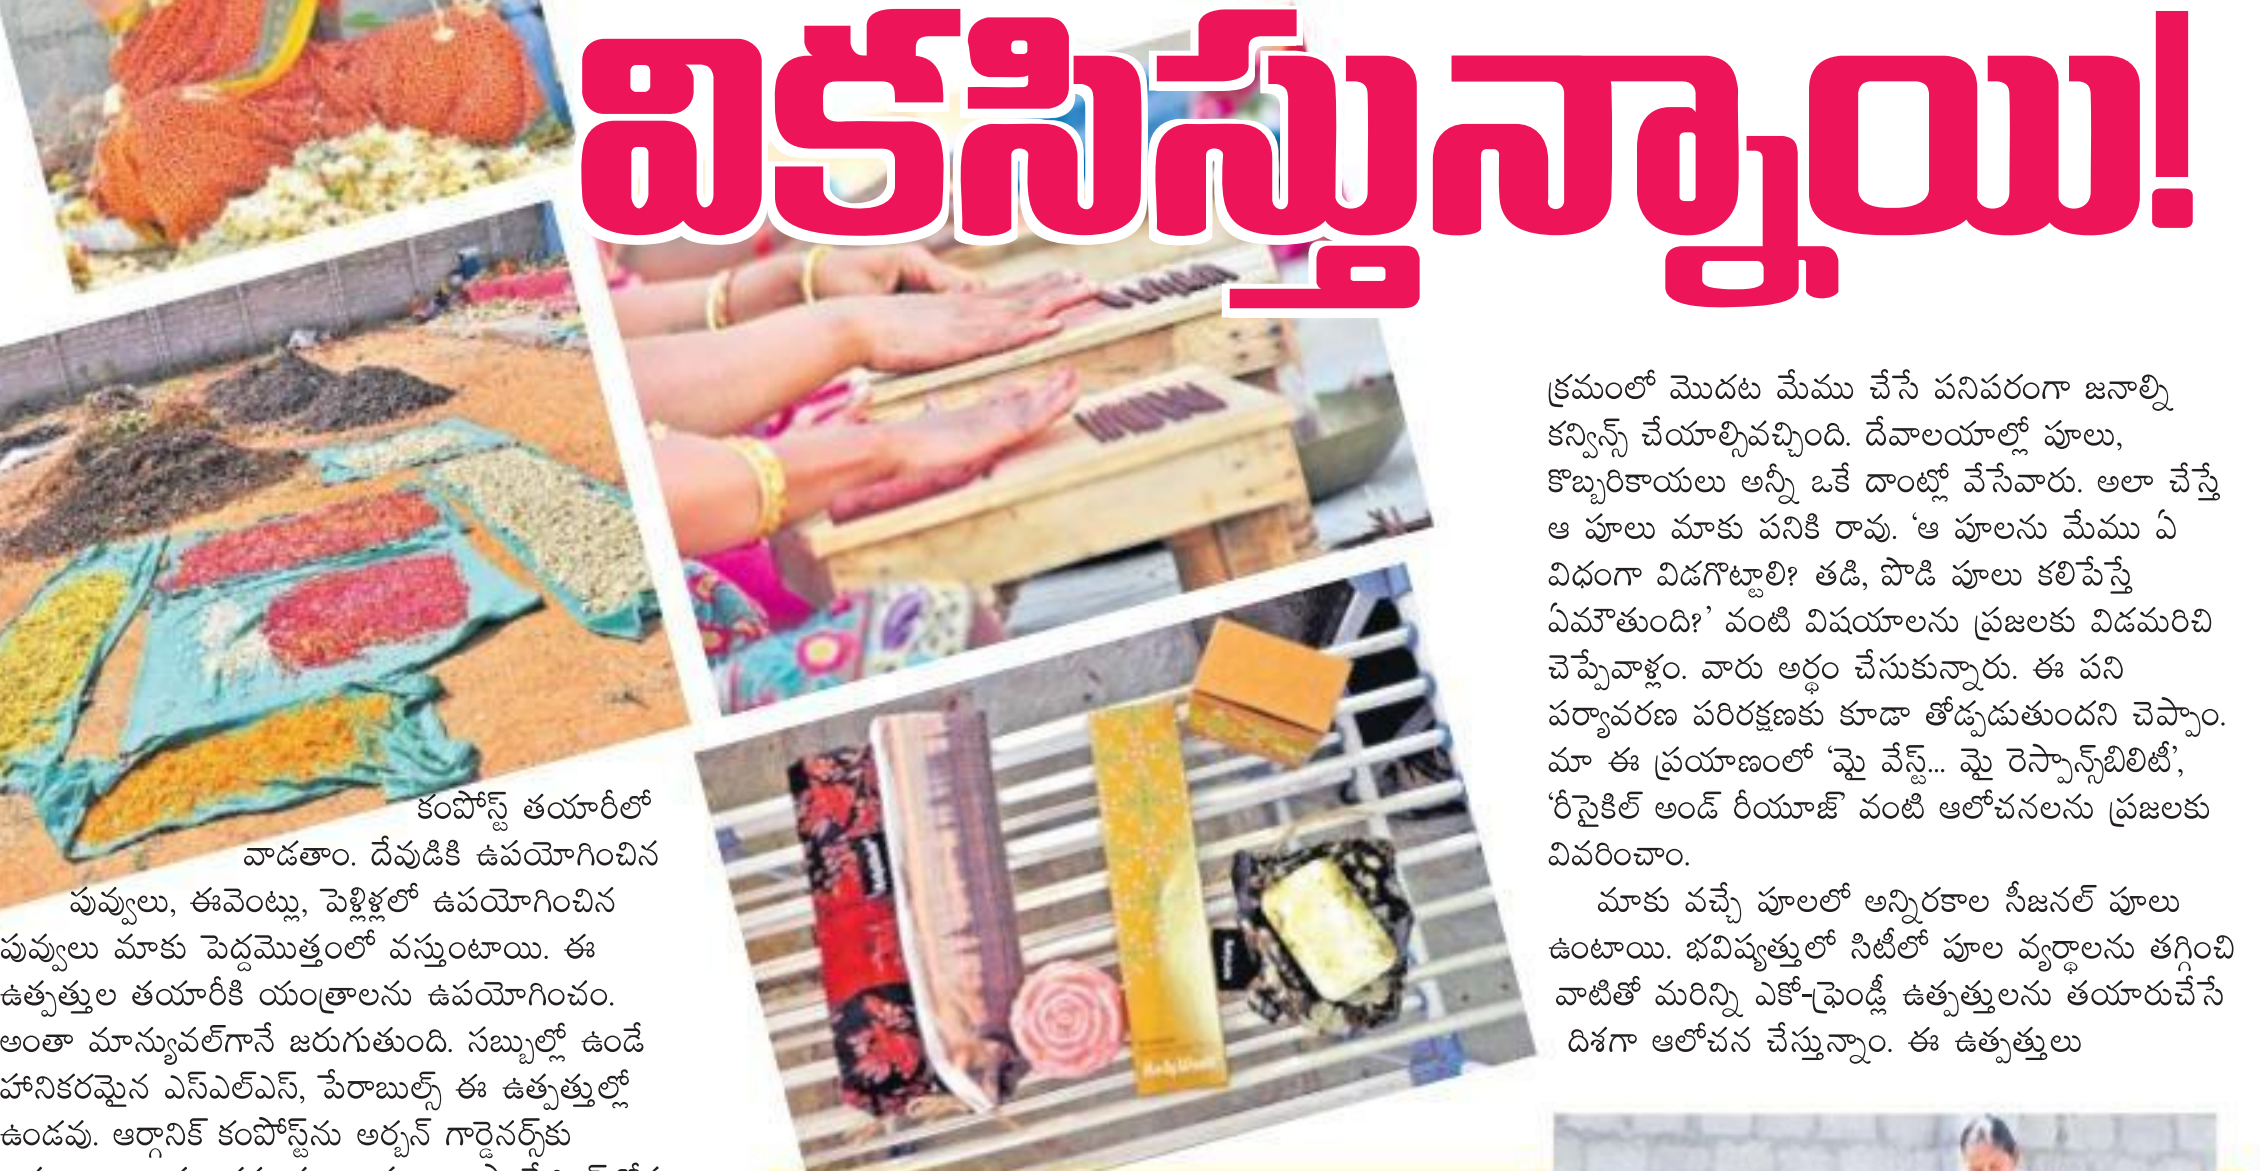 వికసిస్తున్నాయి!
కంపోస్ట్ తయారీలో
వాడతాం. దేవుడికి ఉపయోగించిన
పువ్వులు, ఈవెంట్లు, పెళ్లిళ్లలో ఉపయోగించిన
పువ్వులు మాకు పెద్దమొత్తంలో వస్తుంటాయి. ఈ
ఉత్పత్తుల తయారీకి యంత్రాలను ఉపయోగించం.
అంతా మాన్యువల్‌గానే జరుగుతుంది. సబ్బుల్లో ఉండే
హానికరమైన ఎస్ఎల్ఎస్, పేరాబుల్స్ ఈ ఉత్పత్తుల్లో
ఉండవు. ఆర్గానిక్ కంపోస్ట్‌ను అర్బన్ గార్డెనర్స్‌కు
క్రమంలో మొదట మేము చేసే పనిపరంగా జనాల్ని
కన్విన్స్ చేయాల్సివచ్చింది. దేవాలయాల్లో పూలు,
కొబ్బరికాయలు అన్నీ ఒకే దాంట్లో వేసేవారు. అలా చేస్తే
ఆ పూలు మాకు పనికి రావు. ‘ఆ పూలను మేము ఏ
విధంగా విడగొట్టాలి? తడి, పొడి పూలు కలిపేస్తే
ఏమౌతుంది?’ వంటి విషయాలను ప్రజలకు విడమరిచి
చెప్పేవాళ్లం. వారు అర్థం చేసుకున్నారు. ఈ పని
పర్యావరణ పరిరక్షణకు కూడా తోడ్పడుతుందని చెప్పాం.
మా ఈ ప్రయాణంలో ‘మై వేస్ట్... మై రెస్పాన్స్‌బిలిటీ’,
‘రీసైకిల్ అండ్ రీయూజ్’ వంటి ఆలోచనలను ప్రజలకు
వివరించాం.
మాకు వచ్చే పూలలో అన్నిరకాల సీజనల్ పూలు
ఉంటాయి. భవిష్యత్తులో సిటీలో పూల వ్యర్థాలను తగ్గించి
వాటితో మరిన్ని ఎకో-ఫ్రెండ్లీ ఉత్పత్తులను తయారుచేసే
దిశగా ఆలోచన చేస్తున్నాం. ఈ ఉత్పత్తులు